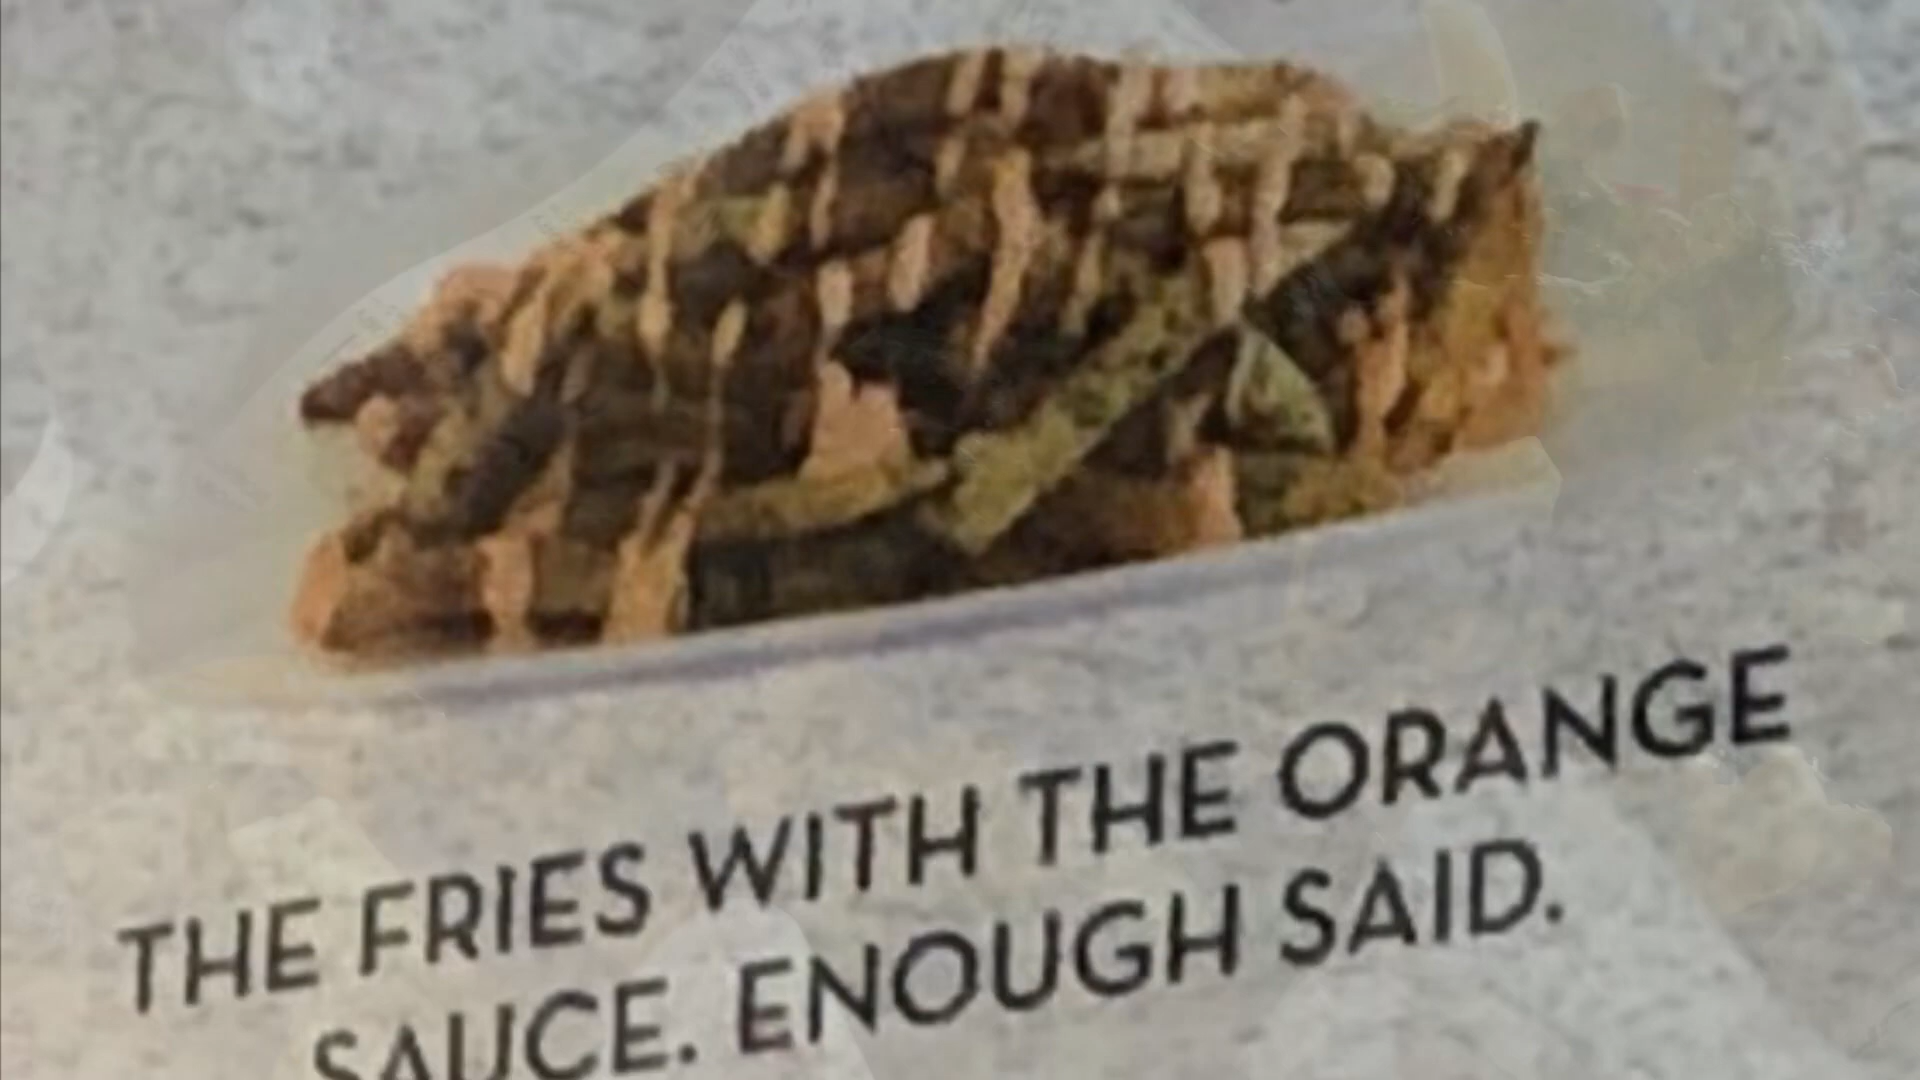 THE FRIES WITH THE ORANGE
SAUCE. ENOUGH SAID.